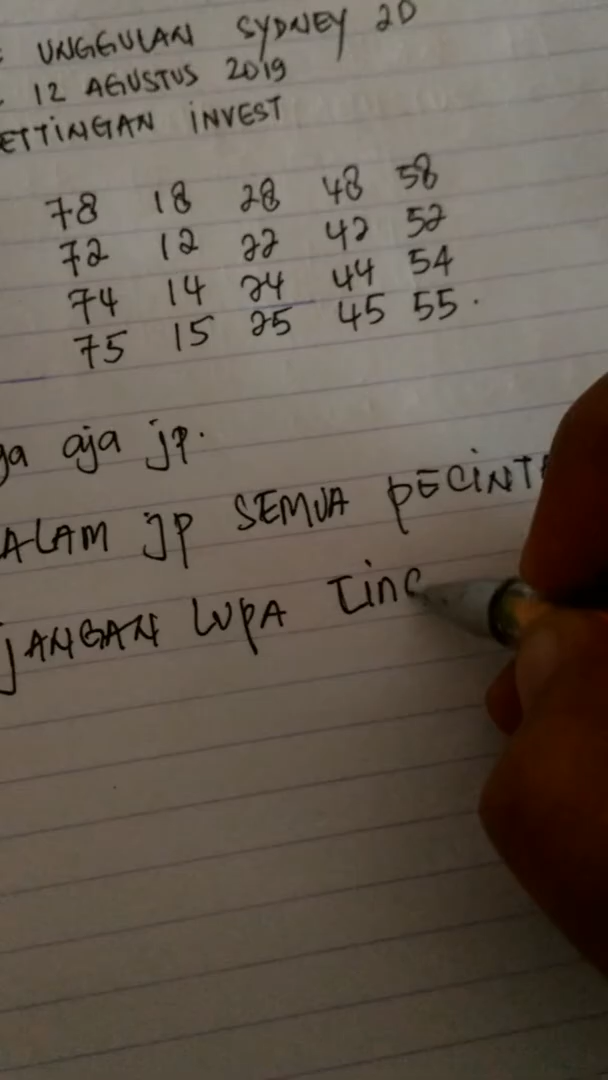 : UNGGULAN SYDNEY 2D
12 AGUSTUS 2019
ETTINGAN INVEST
78 18 28 48 58
72 12 22 42 52
74 14 24 44 54
75 15 25 45 55.
ga aja jp.
ALAM JP SEMUA PECINT
JANGAN LUPA Ting